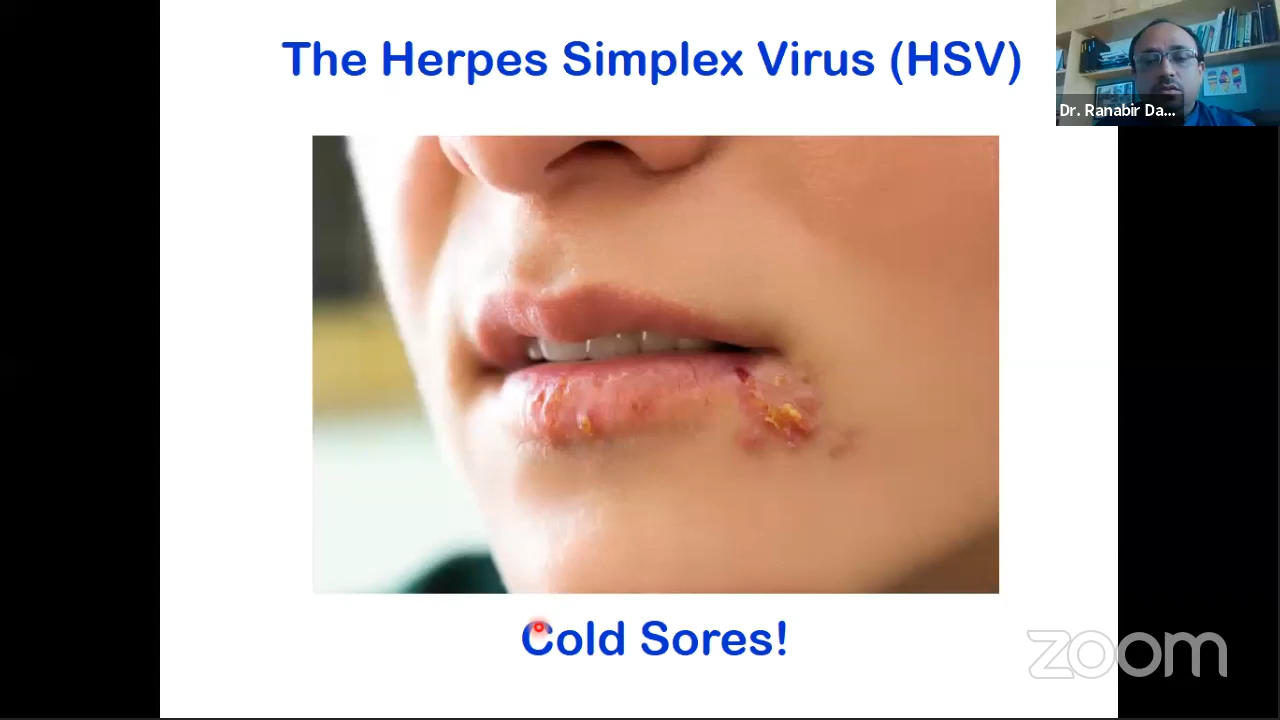 The Herpes Simplex Virus (HSV)
Dr. Ranabir Da...
Cold Sores!
zoom